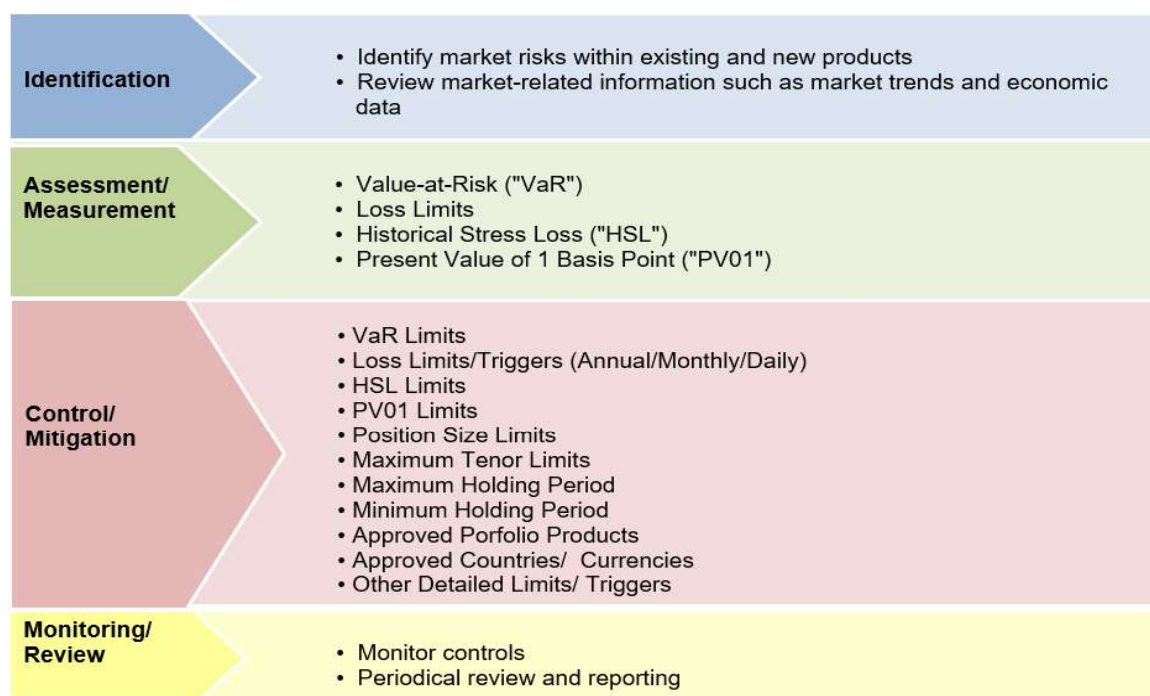 Identification
• Identify market risks within existing and new products
• Review market-related information such as market trends and economic
data
Assessment/
Measurement
• Value-at-Risk ("VaR")
• Loss Limits
• Historical Stress Loss ("HSL")
• Present Value of 1 Basis Point ("PV01")
Control/
Mitigation
• VaR Limits
• Loss Limits/Triggers (Annual/Monthly/Daily)
• HSL Limits
• PV01 Limits
• Position Size Limits
• Maximum Tenor Limits
• Maximum Holding Period
• Minimum Holding Period
• Approved Porfolio Products
• Approved Countries/ Currencies
• Other Detailed Limits/ Triggers
Monitoring/
Review
• Monitor controls
• Periodical review and reporting